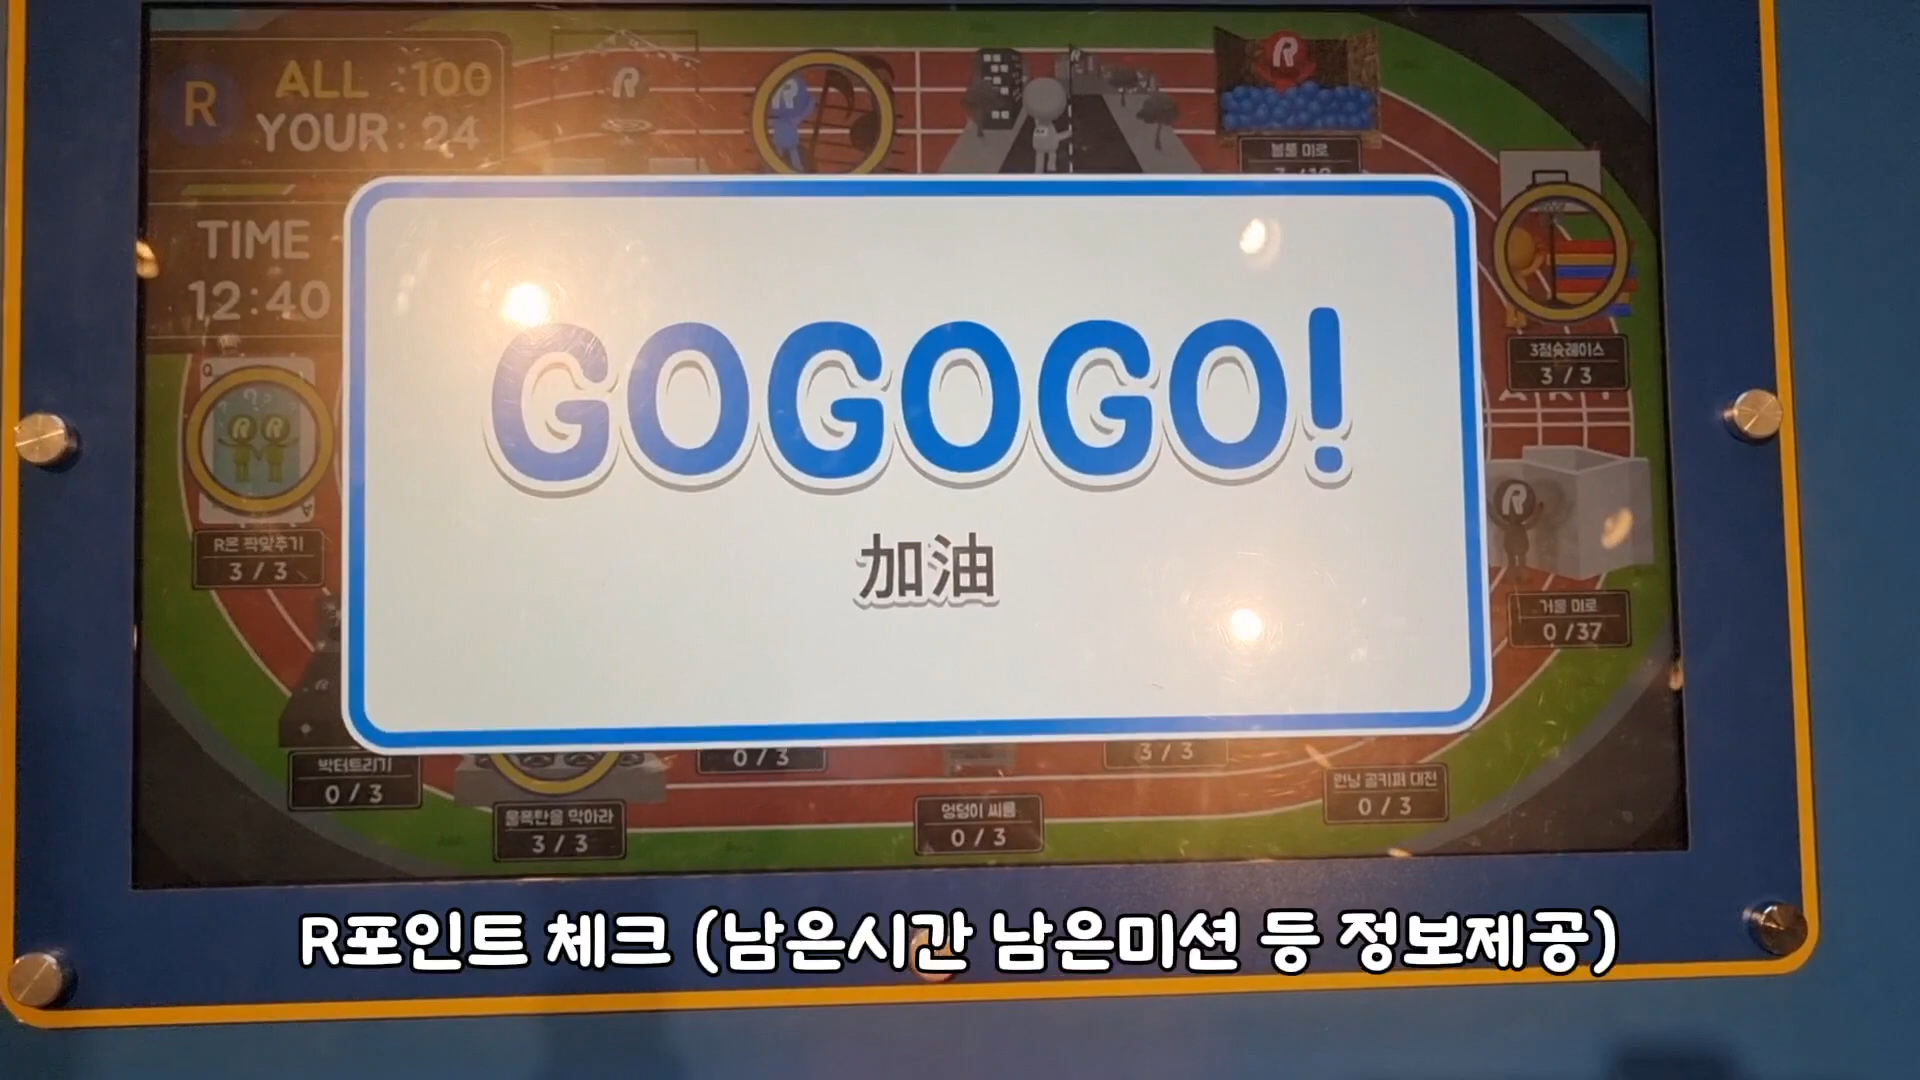 R
ALL : 100
YOUR : 24
TIME
12:40
볼풀 미로
3점슛레이스
3 / 3
R몬 짝맞추기
3 / 3
GOGOGO!
加油
거울 미로
0 / 37
박터트리기
0 / 3
물폭탄을 막아라
3 / 3
0 / 3
엉덩이 씨름
0 / 3
3 / 3
런닝 골키퍼 대전
0 / 3
R포인트 체크 (남은시간 남은미션 등 정보제공)